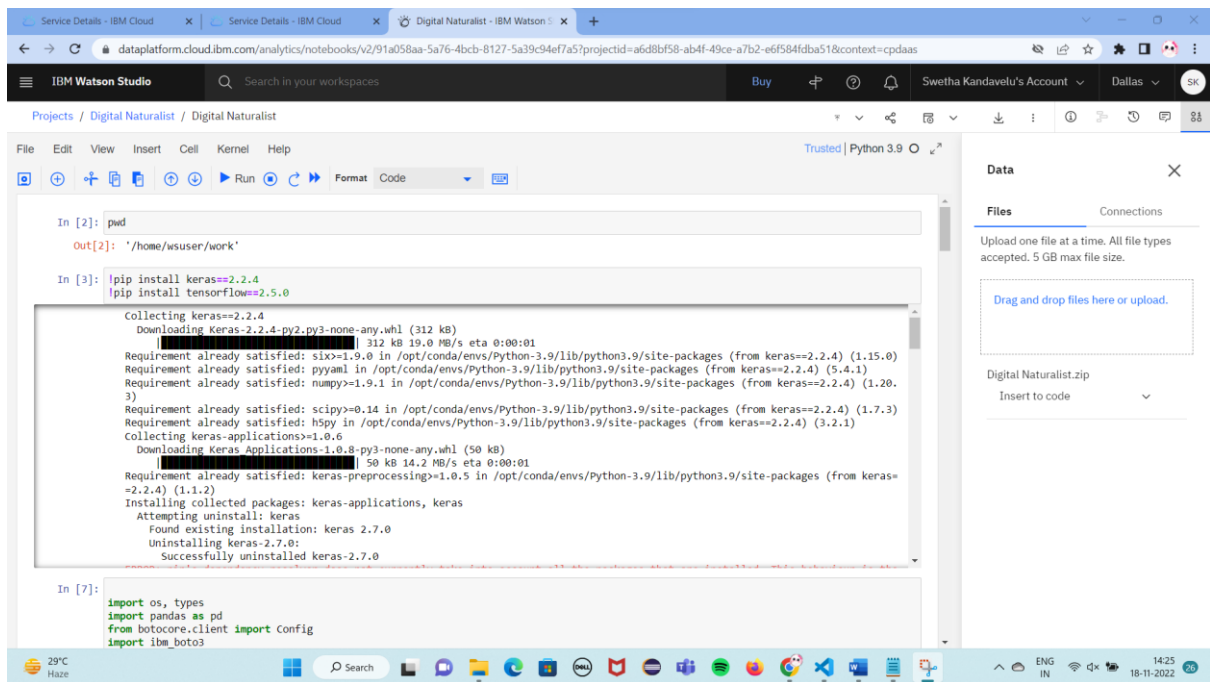 Service Details - IBM Cloud
Service Details - IBM Cloud
Digital Naturalist - IBM Watson S
dataplatform.cloud.ibm.com/analytics/notebooks/v2/91a058aa-5a76-4bcb-8127-5a39c94ef7a5?projectid=a6d8bf58-ab4f-49ce-a7b2-e6f584fdba51&context=cpdaas
IBM Watson Studio
Search in your workspaces
Buy
Swetha Kandavelu's Account
Dallas
SK
Projects / Digital Naturalist / Digital Naturalist
File Edit View Insert Cell Kernel Help
Trusted | Python 3.9
Run
Format Code
In [2]: pwd
Out[2]: '/home/wsuser/work'
In [3]: !pip install keras==2.2.4
!pip install tensorflow==2.5.0
Collecting keras==2.2.4
Downloading Keras-2.2.4-py2.py3-none-any.whl (312 kB)
| 312 kB 19.0 MB/s eta 0:00:01
Requirement already satisfied: six>=1.9.0 in /opt/conda/envs/Python-3.9/lib/python3.9/site-packages (from keras==2.2.4) (1.15.0)
Requirement already satisfied: pyyaml in /opt/conda/envs/Python-3.9/lib/python3.9/site-packages (from keras==2.2.4) (5.4.1)
Requirement already satisfied: numpy>=1.9.1 in /opt/conda/envs/Python-3.9/lib/python3.9/site-packages (from keras==2.2.4) (1.20.
3)
Requirement already satisfied: scipy>=0.14 in /opt/conda/envs/Python-3.9/lib/python3.9/site-packages (from keras==2.2.4) (1.7.3)
Requirement already satisfied: h5py in /opt/conda/envs/Python-3.9/lib/python3.9/site-packages (from keras==2.2.4) (3.2.1)
Collecting keras-applications>=1.0.6
Downloading Keras_Applications-1.0.8-py3-none-any.whl (50 kB)
| 50 kB 14.2 MB/s eta 0:00:01
Requirement already satisfied: keras-preprocessing>=1.0.5 in /opt/conda/envs/Python-3.9/lib/python3.9/site-packages (from keras=
=2.2.4) (1.1.2)
Installing collected packages: keras-applications, keras
Attempting uninstall: keras
Found existing installation: keras 2.7.0
Uninstalling keras-2.7.0:
Successfully uninstalled keras-2.7.0
In [7]:
import os, types
import pandas as pd
from botocore.client import Config
import ibm_boto3
Data
Files
Connections
Upload one file at a time. All file types
accepted. 5 GB max file size.
Drag and drop files here or upload.
Digital Naturalist.zip
Insert to code
29°C
Haze
Search
DELL
ENG
IN
14:25
18-11-2022
26